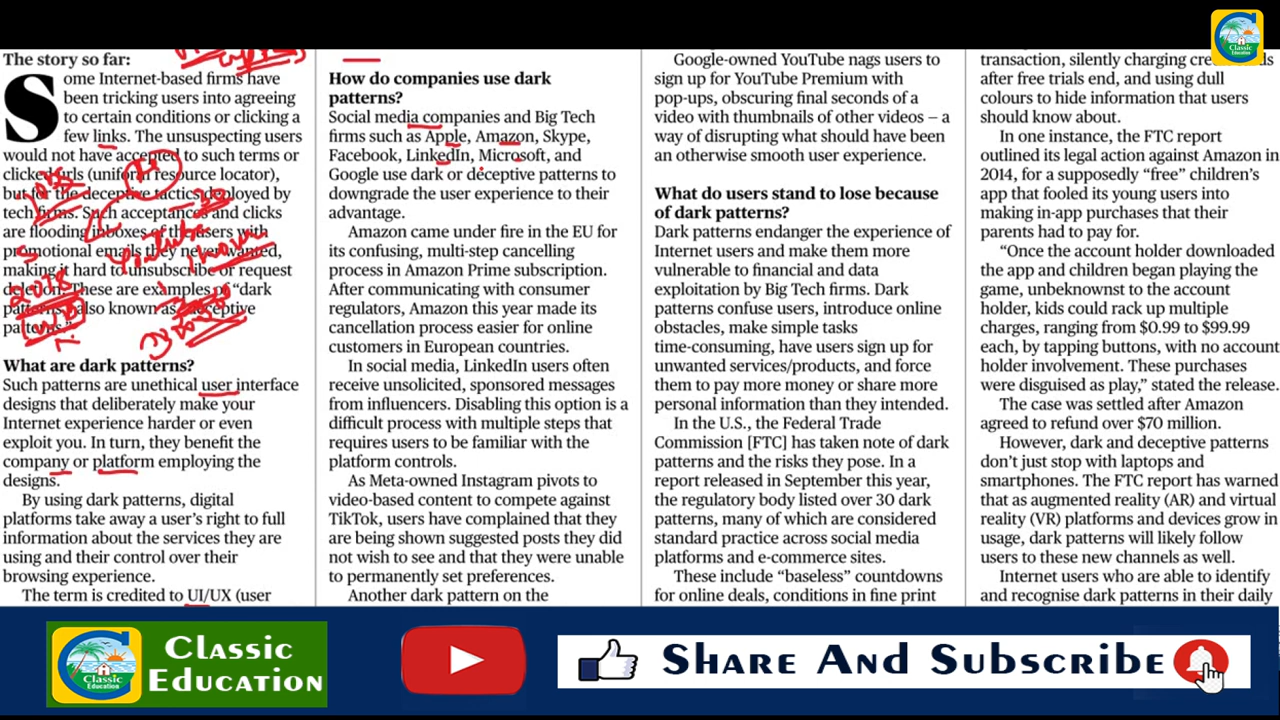 Classic
Education
The story so far:
Some Internet-based firms have
been tricking users into agreeing
to certain conditions or clicking a
few links. The unsuspecting users
would not have accepted to such terms or
clicked urls (uniform resource locator),
but for the deceptive tactics deployed by
tech firms. Such acceptances and clicks
are flooding inboxes of the users with
promotional emails they never wanted,
making it hard to unsubscribe or request
deletion. These are examples of “dark
patterns,” also known as “deceptive
patterns.”
What are dark patterns?
Such patterns are unethical user interface
designs that deliberately make your
Internet experience harder or even
exploit you. In turn, they benefit the
company or platform employing the
designs.
By using dark patterns, digital
platforms take away a user’s right to full
information about the services they are
using and their control over their
browsing experience.
The term is credited to UI/UX (user
How do companies use dark
patterns?
Social media companies and Big Tech
firms such as Apple, Amazon, Skype,
Facebook, LinkedIn, Microsoft, and
Google use dark or deceptive patterns to
downgrade the user experience to their
advantage.
Amazon came under fire in the EU for
its confusing, multi-step cancelling
process in Amazon Prime subscription.
After communicating with consumer
regulators, Amazon this year made its
cancellation process easier for online
customers in European countries.
In social media, LinkedIn users often
receive unsolicited, sponsored messages
from influencers. Disabling this option is a
difficult process with multiple steps that
requires users to be familiar with the
platform controls.
As Meta-owned Instagram pivots to
video-based content to compete against
TikTok, users have complained that they
are being shown suggested posts they did
not wish to see and that they were unable
to permanently set preferences.
Another dark pattern on the
Google-owned YouTube nags users to
sign up for YouTube Premium with
pop-ups, obscuring final seconds of a
video with thumbnails of other videos – a
way of disrupting what should have been
an otherwise smooth user experience.
What do users stand to lose because
of dark patterns?
Dark patterns endanger the experience of
Internet users and make them more
vulnerable to financial and data
exploitation by Big Tech firms. Dark
patterns confuse users, introduce online
obstacles, make simple tasks
time-consuming, have users sign up for
unwanted services/products, and force
them to pay more money or share more
personal information than they intended.
In the U.S., the Federal Trade
Commission [FTC] has taken note of dark
patterns and the risks they pose. In a
report released in September this year,
the regulatory body listed over 30 dark
patterns, many of which are considered
standard practice across social media
platforms and e-commerce sites.
These include “baseless” countdowns
for online deals, conditions in fine print
transaction, silently charging
after free trials end, and using dull
colours to hide information that users
should know about.
In one instance, the FTC report
outlined its legal action against Amazon in
2014, for a supposedly “free” children’s
app that fooled its young users into
making in-app purchases that their
parents had to pay for.
“Once the account holder downloaded
the app and children began playing the
game, unbeknownst to the account
holder, kids could rack up multiple
charges, ranging from $0.99 to $99.99
each, by tapping buttons, with no account
holder involvement. These purchases
were disguised as play,” stated the release.
The case was settled after Amazon
agreed to refund over $70 million.
However, dark and deceptive patterns
don’t just stop with laptops and
smartphones. The FTC report has warned
that as augmented reality (AR) and virtual
reality (VR) platforms and devices grow in
usage, dark patterns will likely follow
users to these new channels as well.
Internet users who are able to identify
and recognise dark patterns in their daily
Classic
Education
Classic
Education
Share And Subscribe